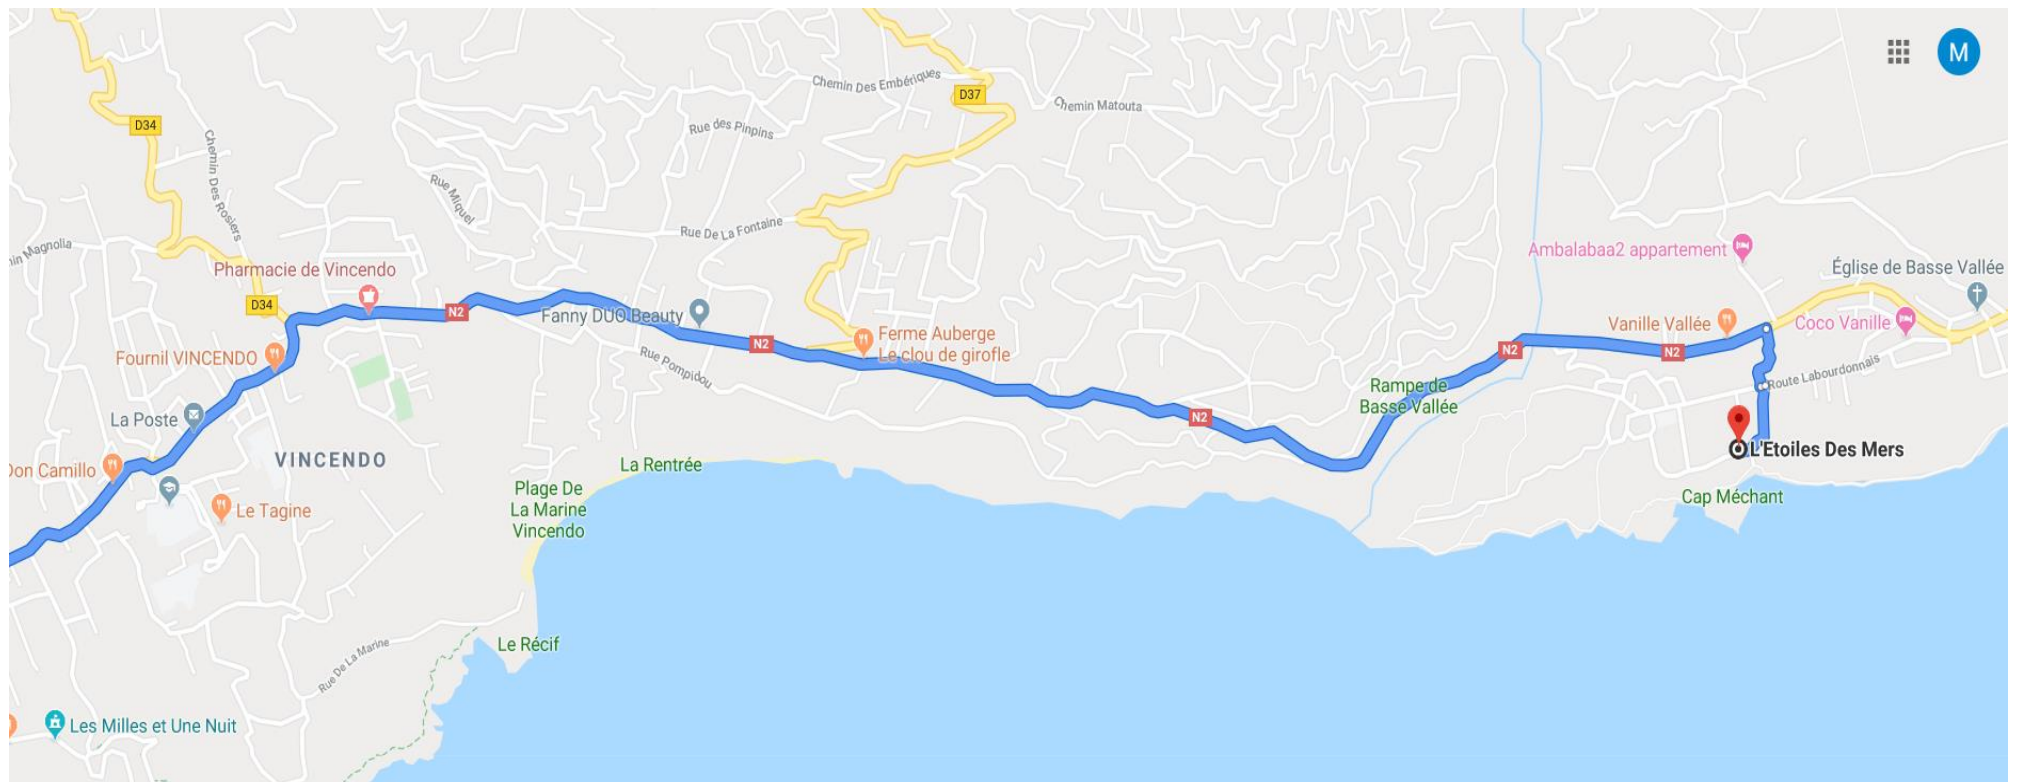 M
Chemin Des Embériques
D37
Chemin Matouta
D34
Rue des Pinpins
Chemin Des Rosiers
Rue Miquel
Rue De La Fontaine
in Magnolia
Ambalabaa2 appartement
Église de Basse Vallée
Pharmacie de Vincendo
D34
N2
Fanny DUO Beauty
Vanille Vallée
Coco Vanille
Ferme Auberge
Le clou de girofle
N2
N2
N2
Fournil VINCENDO
Rue Pompidou
Route Labourdonnais
Rampe de
Basse Vallée
La Poste
N2
L'Etoiles Des Mers
VINCENDO
Don Camillo
La Rentrée
Plage De
La Marine
Vincendo
Cap Méchant
Le Tagine
Le Récif
Rue De La Marine
Les Milles et Une Nuit